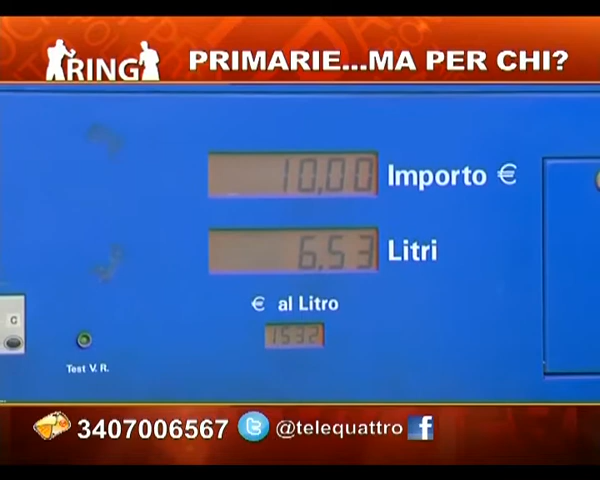 RING
PRIMARIE...MA PER CHI?
10,00 Importo €
6,53 Litri
€ al Litro
1532
C
Test V. R.
3407006567 @telequattro f